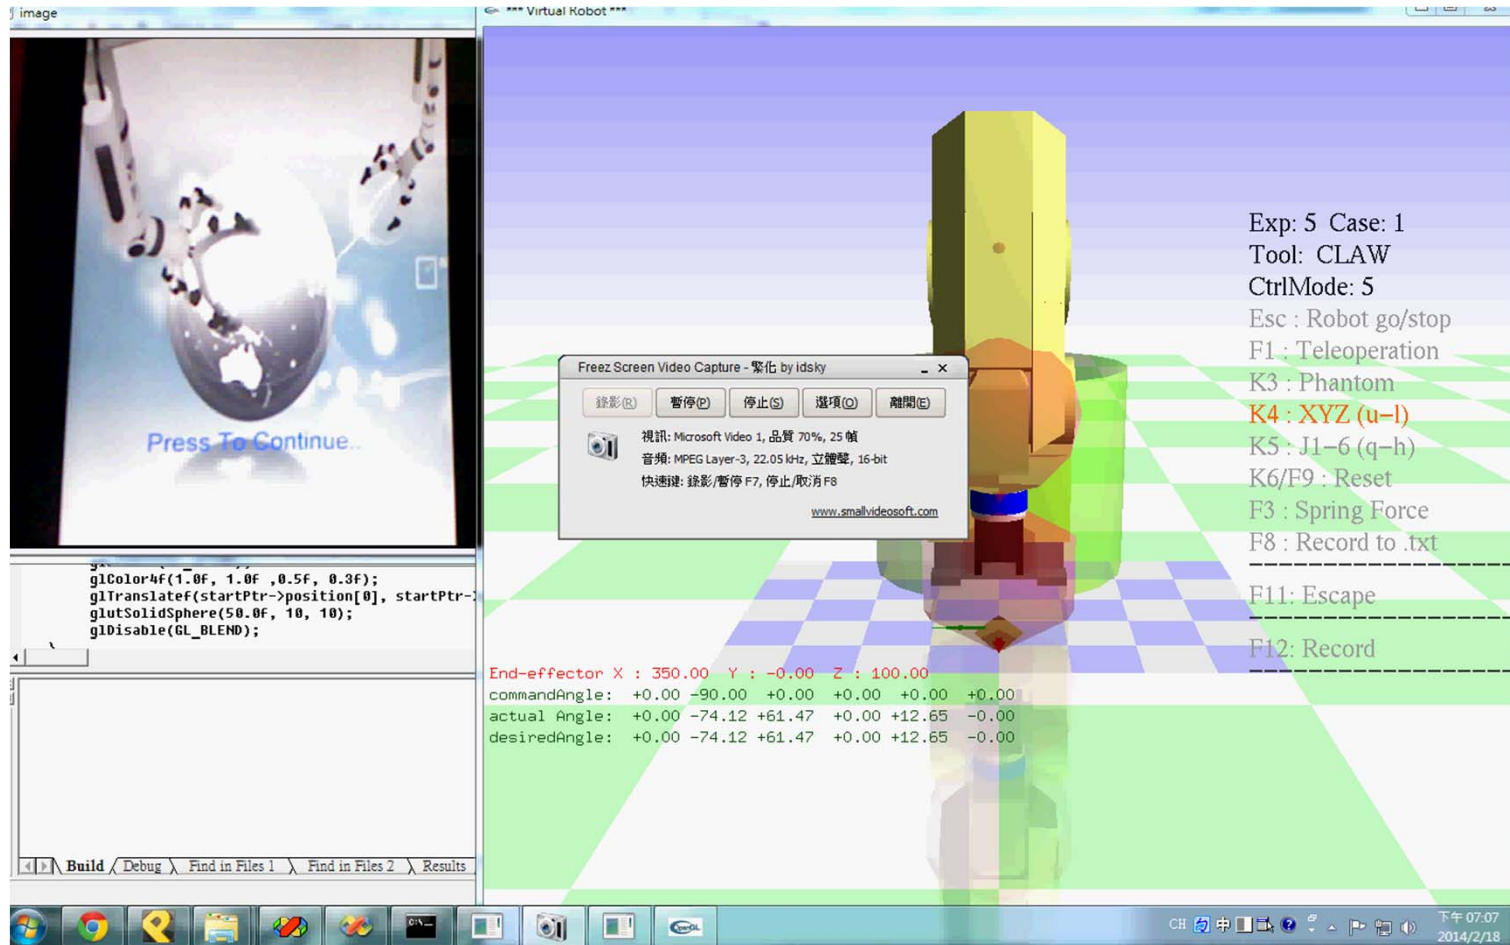 image
*** Virtual Robot ***
Press To Continue..
glColor4f(1.0f, 1.0f ,0.5f, 0.3f);
glTranslatef(startPtr->position[0], startPtr->
glutSolidSphere(50.0f, 10, 10);
glDisable(GL_BLEND);
Build
Debug
Find in Files 1
Find in Files 2
Results
Freez Screen Video Capture - 繁化 by idsky
錄影(R)
暫停(P)
停止(S)
選項(O)
離開(E)
視訊: Microsoft Video 1, 品質 70%, 25 幀
音頻: MPEG Layer-3, 22.05 kHz, 立體聲, 16-bit
快速鍵: 錄影/暫停 F7, 停止/取消 F8
www.smallvideosoft.com
Exp: 5 Case: 1
Tool: CLAW
CtrlMode: 5
Esc : Robot go/stop
F1 : Teleoperation
K3 : Phantom
K4 : XYZ (u-l)
K5 : J1-6 (q-h)
K6/F9 : Reset
F3 : Spring Force
F8 : Record to .txt
F11: Escape
F12: Record
End-effector X : 350.00 Y : -0.00 Z : 100.00
commandAngle: +0.00 -90.00 +0.00 +0.00 +0.00 +0.00
actual Angle: +0.00 -74.12 +61.47 +0.00 +12.65 -0.00
desiredAngle: +0.00 -74.12 +61.47 +0.00 +12.65 -0.00
C:\_
OpenGL
CH
中
下午 07:07
2014/2/18